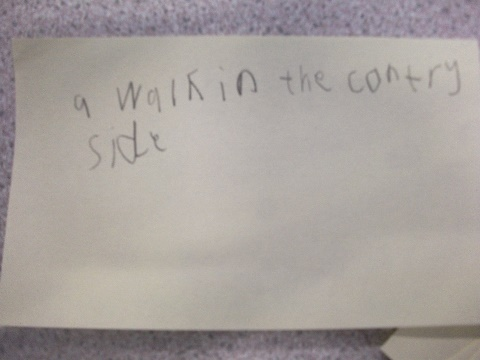 a walk in the contry
side